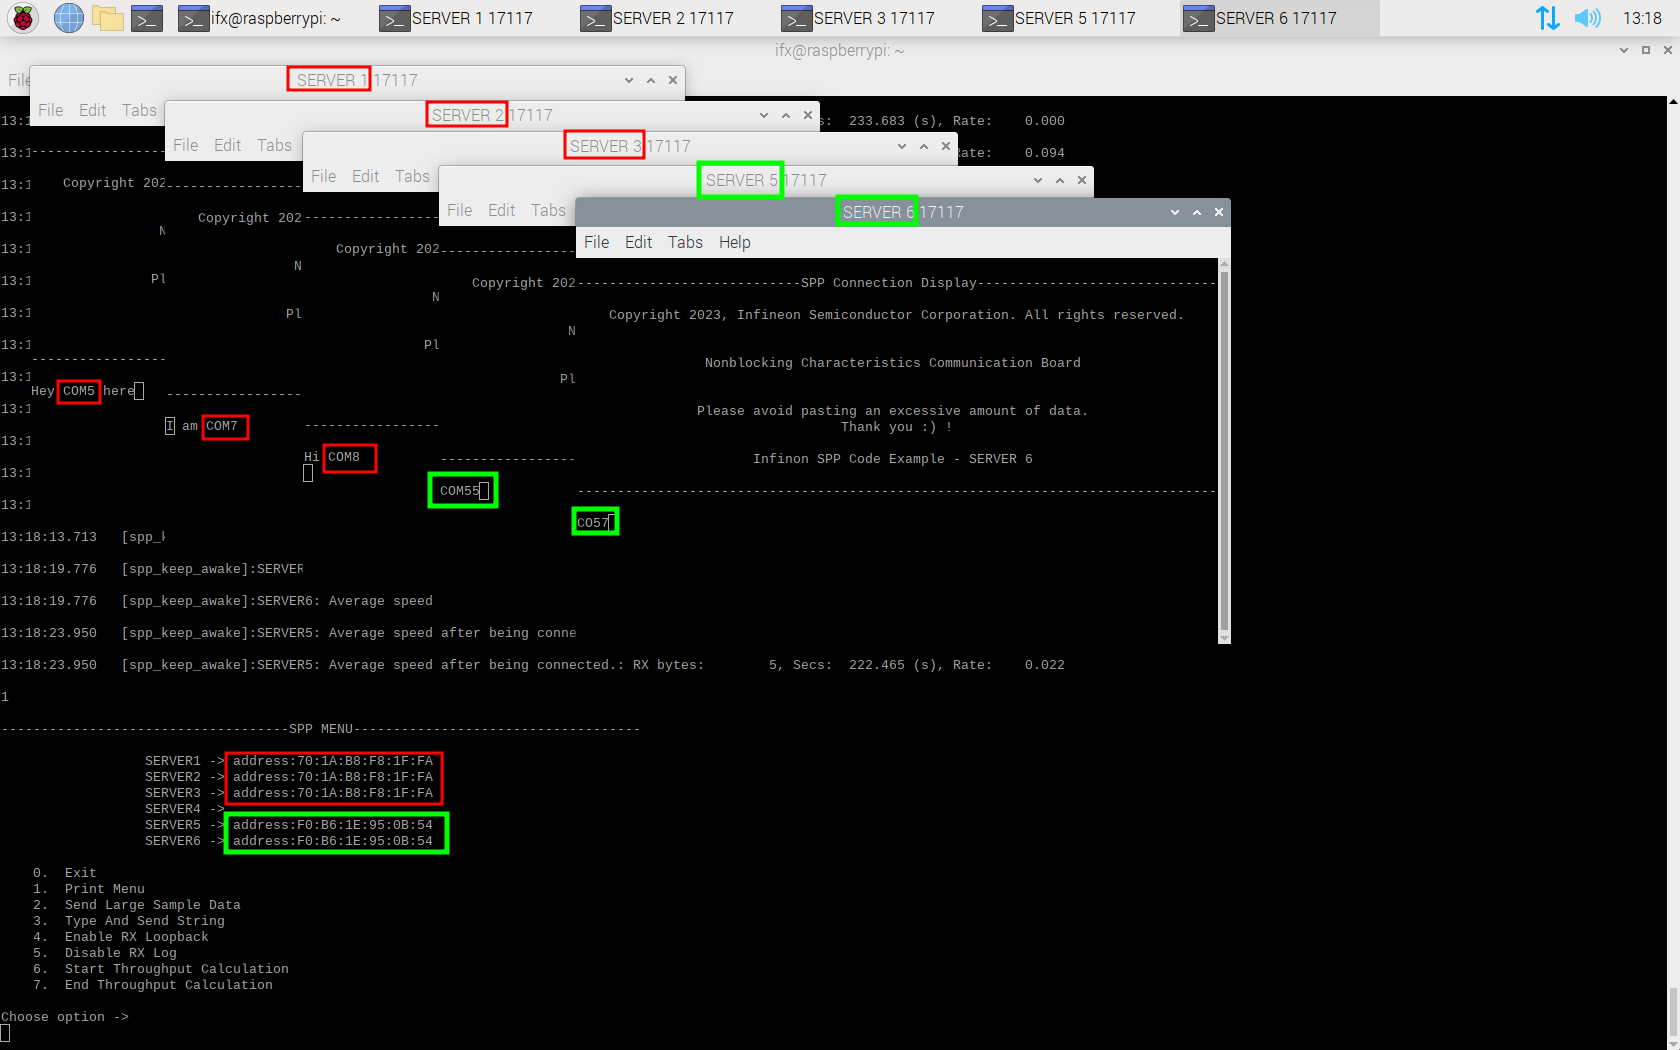 ifx@raspberrypi: ~
SERVER 1 17117
SERVER 2 17117
SERVER 3 17117
SERVER 5 17117
SERVER 6 17117
13:18
ifx@raspberrypi: ~
File
SERVER 1 17117
File Edit Tabs
SERVER 2 17117
File Edit Tabs
SERVER 3 17117
File Edit Tabs
SERVER 5 17117
File Edit Tabs
SERVER 6 17117
File Edit Tabs Help
13:1
s: 233.683 (s), Rate: 0.000
13:1
Rate: 0.094
13:1
13:1
13:1
13:1
13:1
13:1
13:1
13:1
13:1
13:1
13:1
-----------------
Copyright 202
N
Pl
-----------------
Hey COM5 here
-----------------
Copyright 202
N
Pl
-----------------
I am COM7
-----------------
Copyright 202
N
Pl
-----------------
Hi COM8
-----------------
Copyright 202
N
Pl
-----------------
COM55
----------------------------SPP Connection Display------------------------------
Copyright 2023, Infineon Semiconductor Corporation. All rights reserved.
Nonblocking Characteristics Communication Board
Please avoid pasting an excessive amount of data.
Thank you :) !
Infinon SPP Code Example - SERVER 6
--------------------------------------------------------------------------------
CO57
13:18:13.713 [spp_k
13:18:19.776 [spp_keep_awake]:SERVER
13:18:19.776 [spp_keep_awake]:SERVER6: Average speed
13:18:23.950 [spp_keep_awake]:SERVER5: Average speed after being conne
13:18:23.950 [spp_keep_awake]:SERVER5: Average speed after being connected.: RX bytes: 5, Secs: 222.465 (s), Rate: 0.022
1
------------------------------------SPP MENU------------------------------------
SERVER1 -> address:70:1A:B8:F8:1F:FA
SERVER2 -> address:70:1A:B8:F8:1F:FA
SERVER3 -> address:70:1A:B8:F8:1F:FA
SERVER4 ->
SERVER5 -> address:F0:B6:1E:95:0B:54
SERVER6 -> address:F0:B6:1E:95:0B:54
0. Exit
1. Print Menu
2. Send Large Sample Data
3. Type And Send String
4. Enable RX Loopback
5. Disable RX Log
6. Start Throughput Calculation
7. End Throughput Calculation
Choose option ->